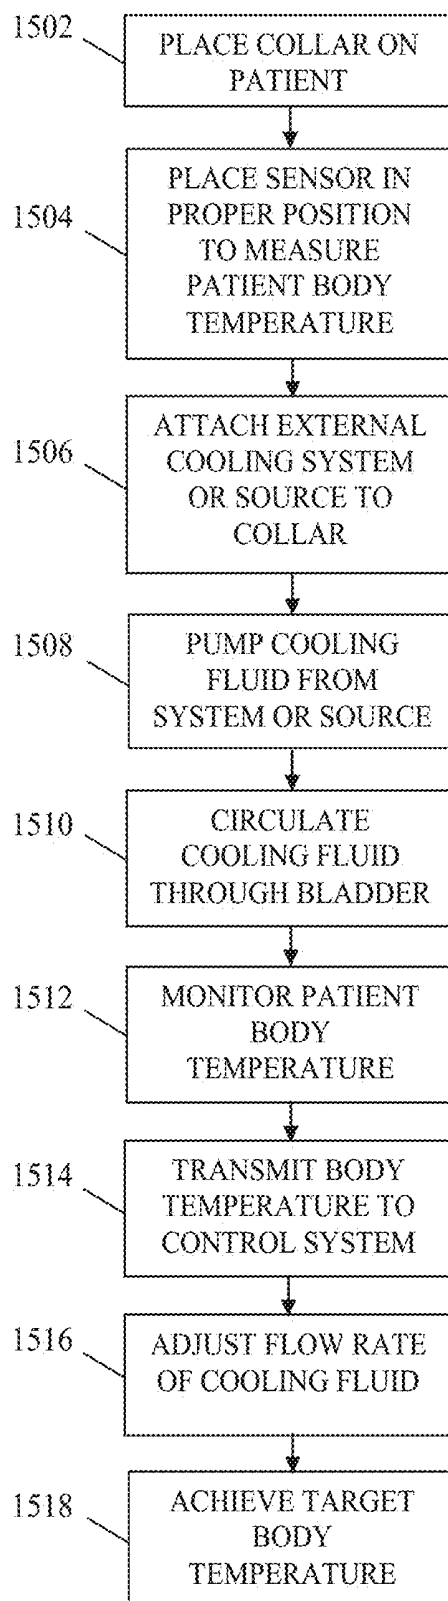 1502
PLACE COLLAR ON
PATIENT
1504
PLACE SENSOR IN
PROPER POSITION
TO MEASURE
PATIENT BODY
TEMPERATURE
1506
ATTACH EXTERNAL
COOLING SYSTEM
OR SOURCE TO
COLLAR
1508
PUMP COOLING
FLUID FROM
SYSTEM OR SOURCE
1510
CIRCULATE
COOLING FLUID
THROUGH BLADDER
1512
MONITOR PATIENT
BODY
TEMPERATURE
1514
TRANSMIT BODY
TEMPERATURE TO
CONTROL SYSTEM
1516
ADJUST FLOW RATE
OF COOLING FLUID
1518
ACHIEVE TARGET
BODY
TEMPERATURE